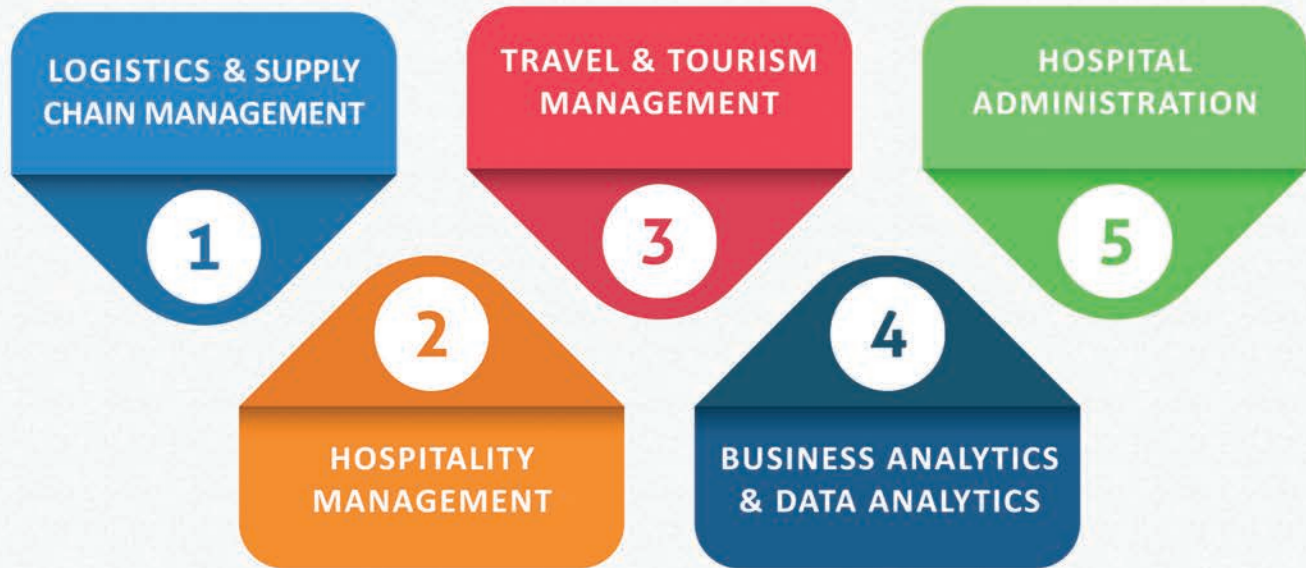 LOGISTICS & SUPPLY
CHAIN MANAGEMENT
1
2
HOSPITALITY
MANAGEMENT
TRAVEL & TOURISM
MANAGEMENT
3
4
BUSINESS ANALYTICS
& DATA ANALYTICS
HOSPITAL
ADMINISTRATION
5